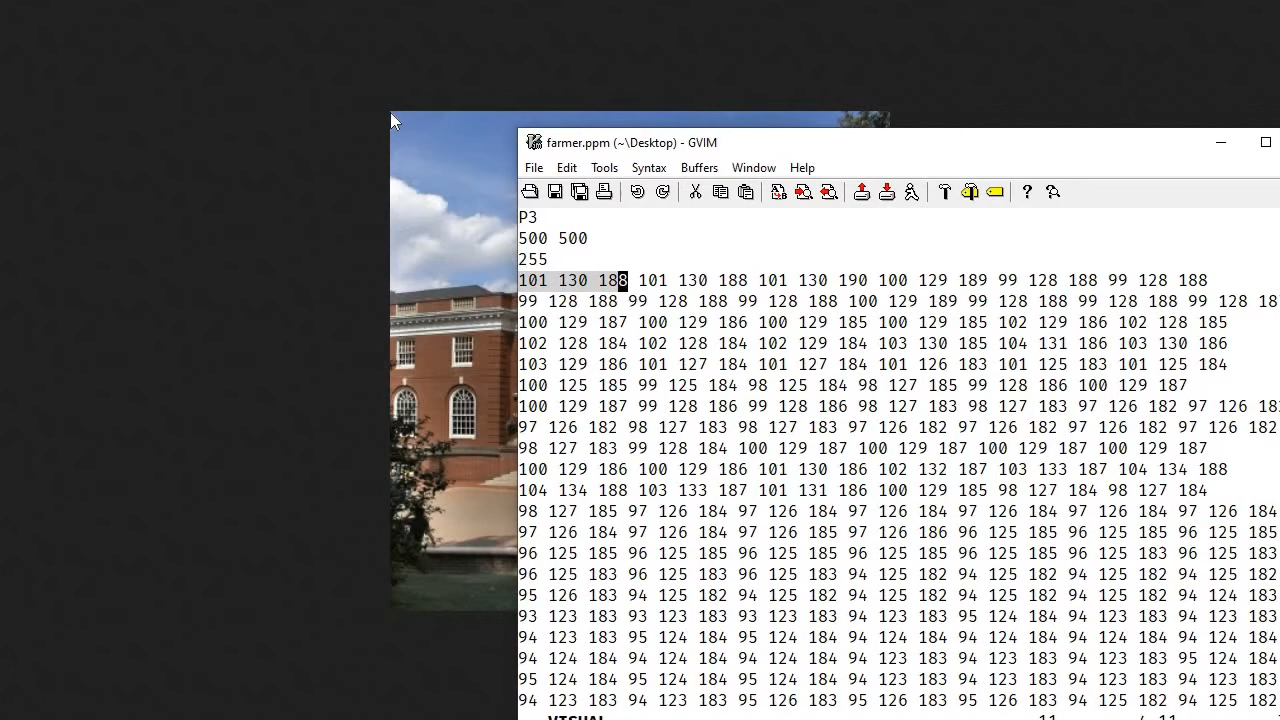 farmer.ppm (~\Desktop) - GVIM
File Edit Tools Syntax Buffers Window Help
P3
500 500
255
101 130 188 101 130 188 101 130 190 100 129 189 99 128 188 99 128 188
99 128 188 99 128 188 99 128 188 100 129 189 99 128 188 99 128 188 99 128 18
100 129 187 100 129 186 100 129 185 100 129 185 102 129 186 102 128 185
102 128 184 102 128 184 102 129 184 103 130 185 104 131 186 103 130 186
103 129 186 101 127 184 101 127 184 101 126 183 101 125 183 101 125 184
100 125 185 99 125 184 98 125 184 98 127 185 99 128 186 100 129 187
100 129 187 99 128 186 99 128 186 98 127 183 98 127 183 97 126 182 97 126 182
97 126 182 98 127 183 98 127 183 97 126 182 97 126 182 97 126 182 97 126 182
98 127 183 99 128 184 100 129 187 100 129 187 100 129 187 100 129 187
100 129 186 100 129 186 101 130 186 102 132 187 103 133 187 104 134 188
104 134 188 103 133 187 101 131 186 100 129 185 98 127 184 98 127 184
98 127 185 97 126 184 97 126 184 97 126 184 97 126 184 97 126 184 97 126 184
97 126 184 97 126 184 97 126 185 97 126 186 96 125 185 96 125 185 96 125 185
96 125 185 96 125 185 96 125 185 96 125 185 96 125 185 96 125 183 96 125 183
96 125 183 96 125 183 96 125 183 94 125 182 94 125 182 94 125 182 94 125 182
95 126 183 94 125 182 94 125 182 94 125 182 94 125 182 94 125 182 94 124 183
93 123 183 93 123 183 93 123 183 94 123 183 95 124 184 94 123 183 94 123 183
94 123 183 95 124 184 95 124 184 94 124 184 94 124 184 94 124 184 94 124 184
94 124 184 94 124 184 94 124 184 94 123 183 94 123 183 94 123 183 95 124 184
95 124 184 95 124 184 95 124 184 94 123 183 94 123 183 94 123 183 94 123 183
94 123 183 94 123 183 95 126 183 95 126 183 95 126 183 94 125 182 94 125 182
VISUAL 11 4,11